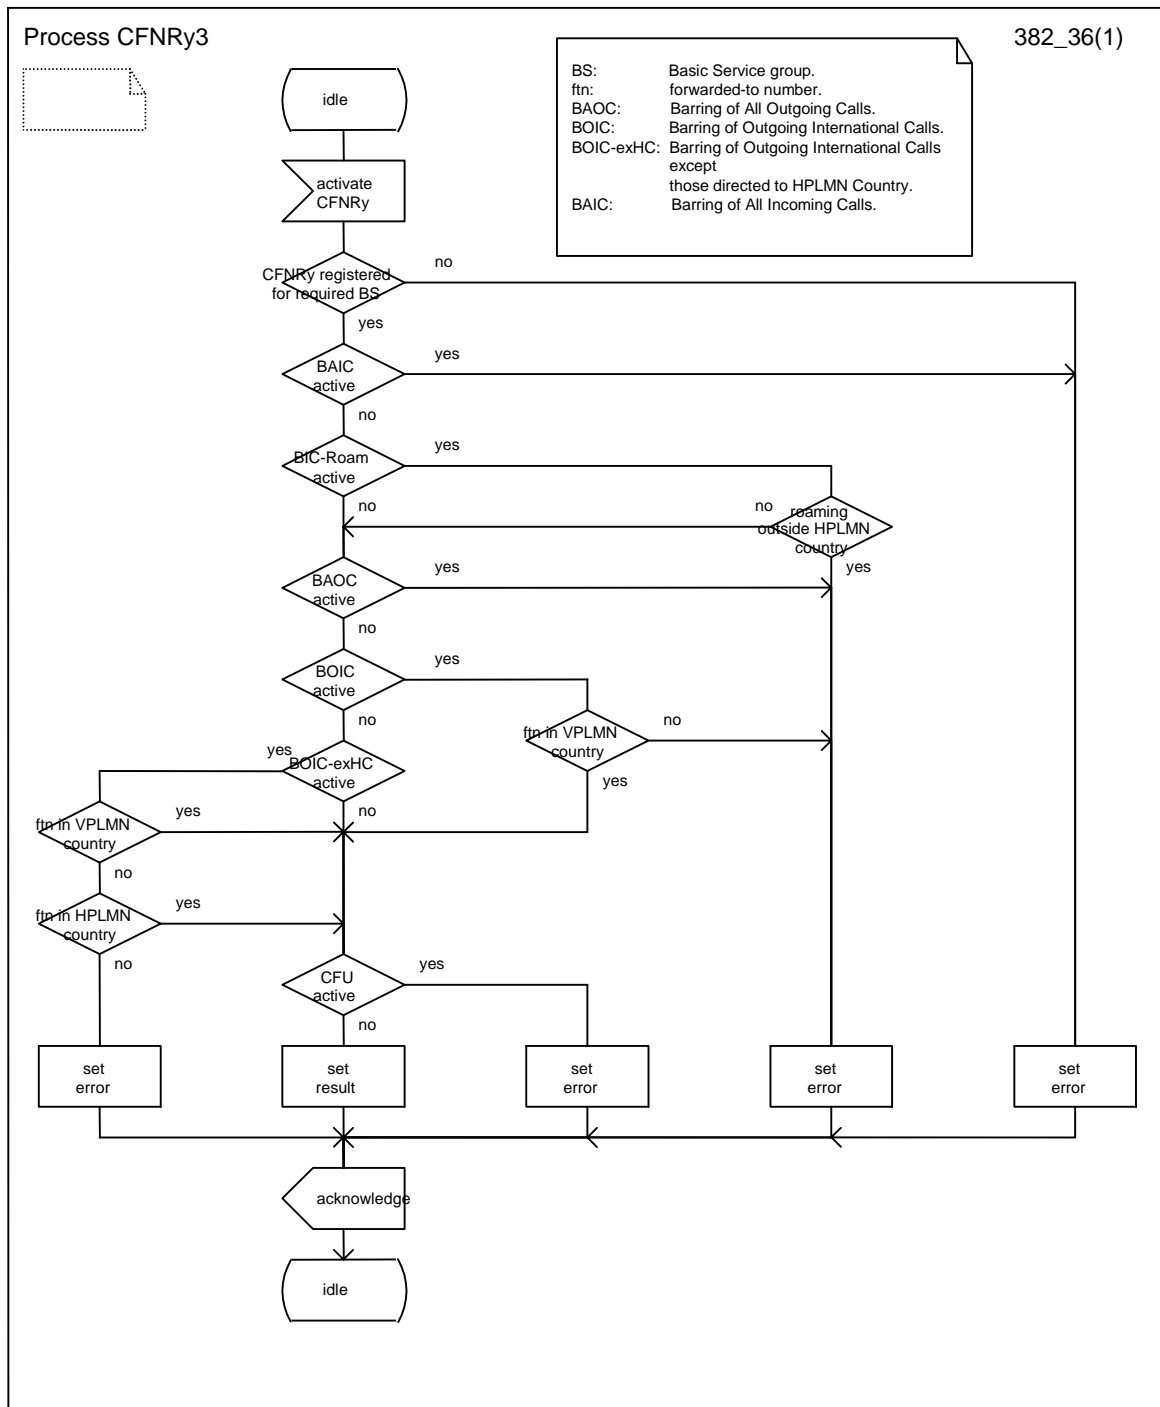 Process CFNRy3
382_36(1)
BS: Basic Service group.
ftn: forwarded-to number.
BAOC: Barring of All Outgoing Calls.
BOIC: Barring of Outgoing International Calls.
BOIC-exHC: Barring of Outgoing International Calls
except
those directed to HPLMN Country.
BAIC: Barring of All Incoming Calls.
idle
activate
CFNRy
CFNRy registered
for required BS
no
yes
BAIC
active
yes
no
BIC-Roam
active
yes
no
roaming
outside HPLMN
country
no
yes
BAOC
active
yes
no
BOIC
active
yes
no
ftn in VPLMN
country
no
yes
BOIC-exHC
active
yes
no
ftn in VPLMN
country
yes
no
ftn in HPLMN
country
yes
no
CFU
active
yes
no
set
error
set
result
set
error
set
error
set
error
acknowledge
idle